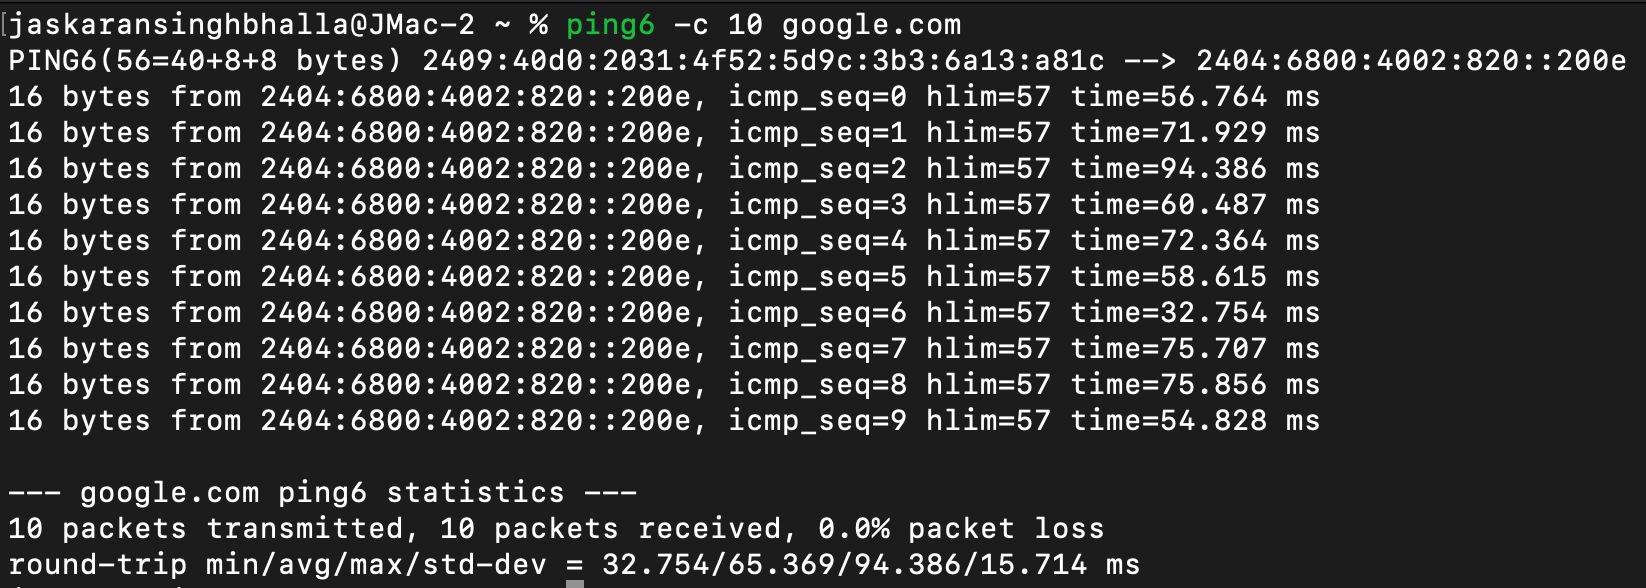 [jaskaransinghbhalla@JMac-2 ~ % ping6 -c 10 google.com
PING6(56=40+8+8 bytes) 2409:40d0:2031:4f52:5d9c:3b3:6a13:a81c --> 2404:6800:4002:820::200e
16 bytes from 2404:6800:4002:820::200e, icmp_seq=0 hlim=57 time=56.764 ms
16 bytes from 2404:6800:4002:820::200e, icmp_seq=1 hlim=57 time=71.929 ms
16 bytes from 2404:6800:4002:820::200e, icmp_seq=2 hlim=57 time=94.386 ms
16 bytes from 2404:6800:4002:820::200e, icmp_seq=3 hlim=57 time=60.487 ms
16 bytes from 2404:6800:4002:820::200e, icmp_seq=4 hlim=57 time=72.364 ms
16 bytes from 2404:6800:4002:820::200e, icmp_seq=5 hlim=57 time=58.615 ms
16 bytes from 2404:6800:4002:820::200e, icmp_seq=6 hlim=57 time=32.754 ms
16 bytes from 2404:6800:4002:820::200e, icmp_seq=7 hlim=57 time=75.707 ms
16 bytes from 2404:6800:4002:820::200e, icmp_seq=8 hlim=57 time=75.856 ms
16 bytes from 2404:6800:4002:820::200e, icmp_seq=9 hlim=57 time=54.828 ms
--- google.com ping6 statistics ---
10 packets transmitted, 10 packets received, 0.0% packet loss
round-trip min/avg/max/std-dev = 32.754/65.369/94.386/15.714 ms